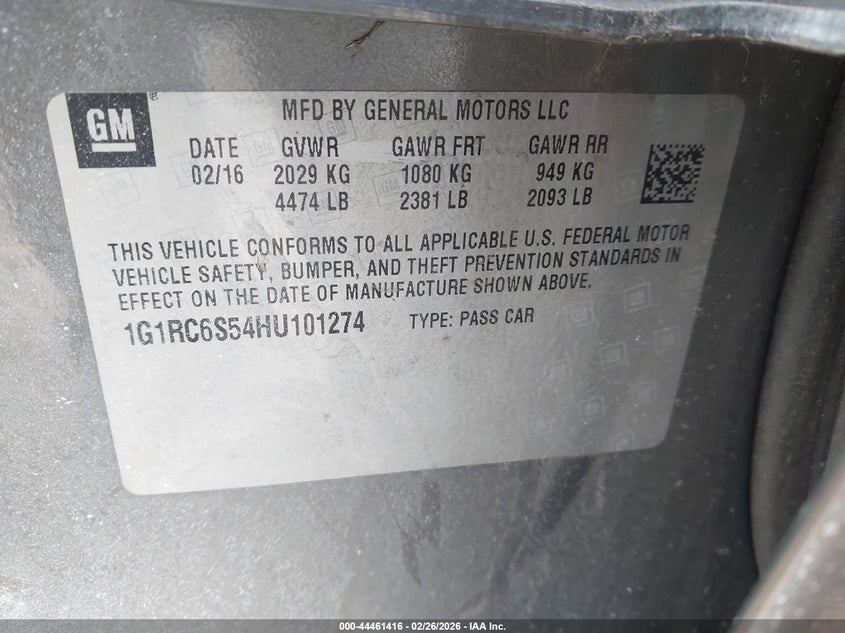 GM
MFD BY GENERAL MOTORS LLC
DATE GVWR GAWR FRT GAWR RR
02/16 2029 KG 1080 KG 949 KG
4474 LB 2381 LB 2093 LB
THIS VEHICLE CONFORMS TO ALL APPLICABLE U.S. FEDERAL MOTOR
VEHICLE SAFETY, BUMPER, AND THEFT PREVENTION STANDARDS IN
EFFECT ON THE DATE OF MANUFACTURE SHOWN ABOVE.
1G1RC6S54HU101274 TYPE: PASS CAR
000-44461416 - 02/26/2026 - IAA Inc.